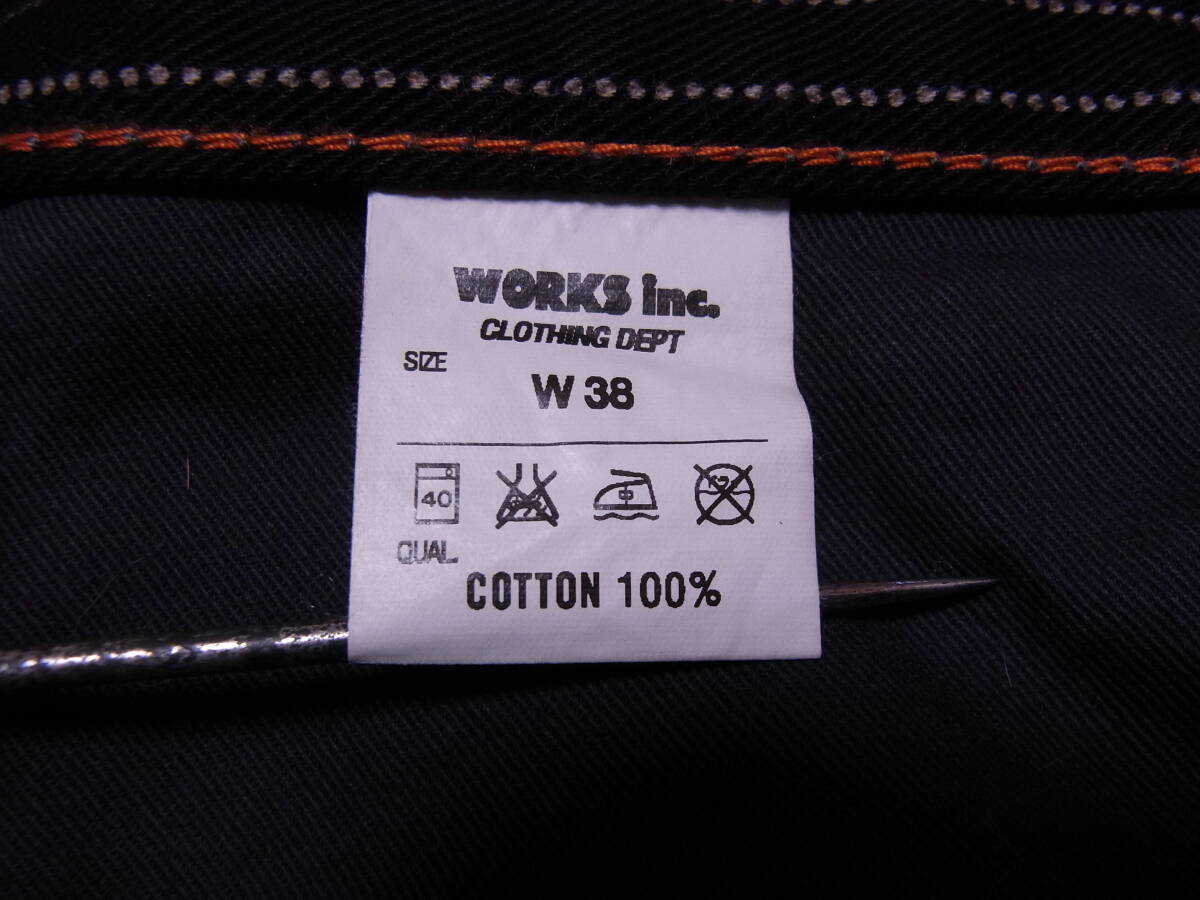 WORKS inc.
CLOTHING DEPT
SIZE
W 38
40
QUAL.
COTTON 100%